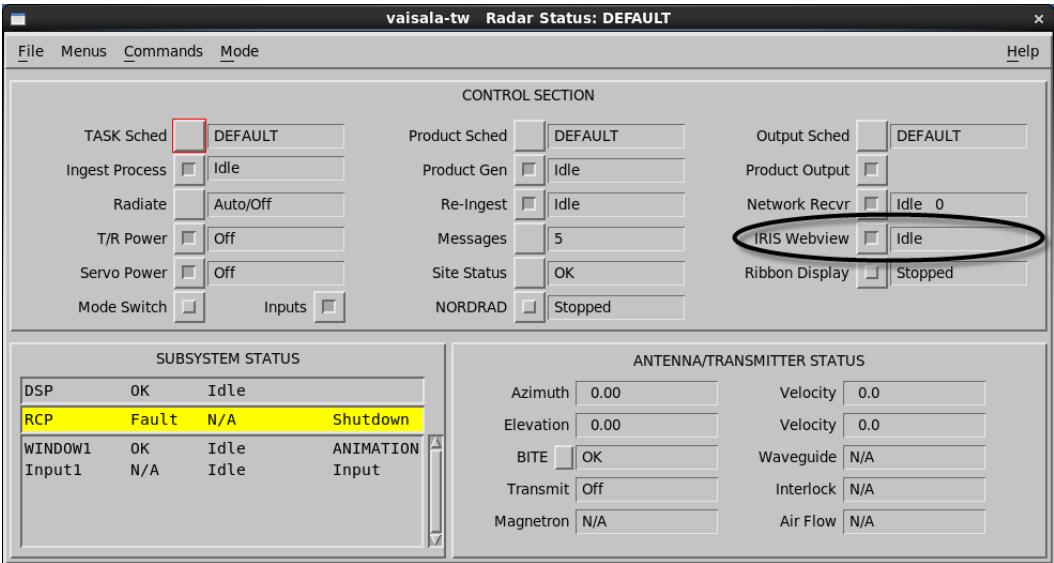 vaisala-tw Radar Status: DEFAULT ×
File Menus Commands Mode Help
CONTROL SECTION
TASK Sched DEFAULT Product Sched DEFAULT Output Sched DEFAULT
Ingest Process Idle Product Gen Idle Product Output
Radiate Auto/Off Re-Ingest Idle Network Recvr Idle 0
T/R Power Off Messages 5 IRIS Webview Idle
Servo Power Off Site Status OK Ribbon Display Stopped
Mode Switch Inputs NORDRAD Stopped
SUBSYSTEM STATUS
DSP OK Idle
RCP Fault N/A Shutdown
WINDOW1 OK Idle ANIMATION
Input1 N/A Idle Input
ANTENNA/TRANSMITTER STATUS
Azimuth 0.00 Velocity 0.0
Elevation 0.00 Velocity 0.0
BITE OK Waveguide N/A
Transmit Off Interlock N/A
Magnetron N/A Air Flow N/A